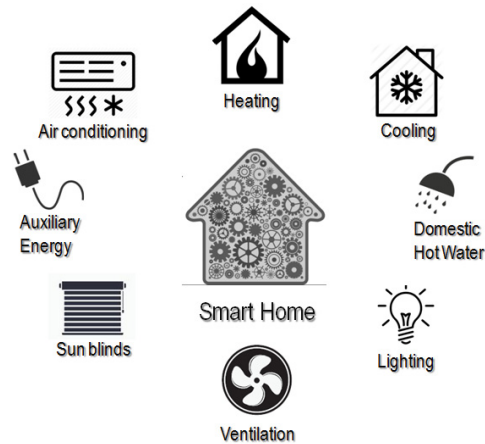 Heating
Air conditioning
Cooling
Auxiliary
Energy
Domestic
Hot Water
Smart Home
Sun blinds
Lighting
Ventilation